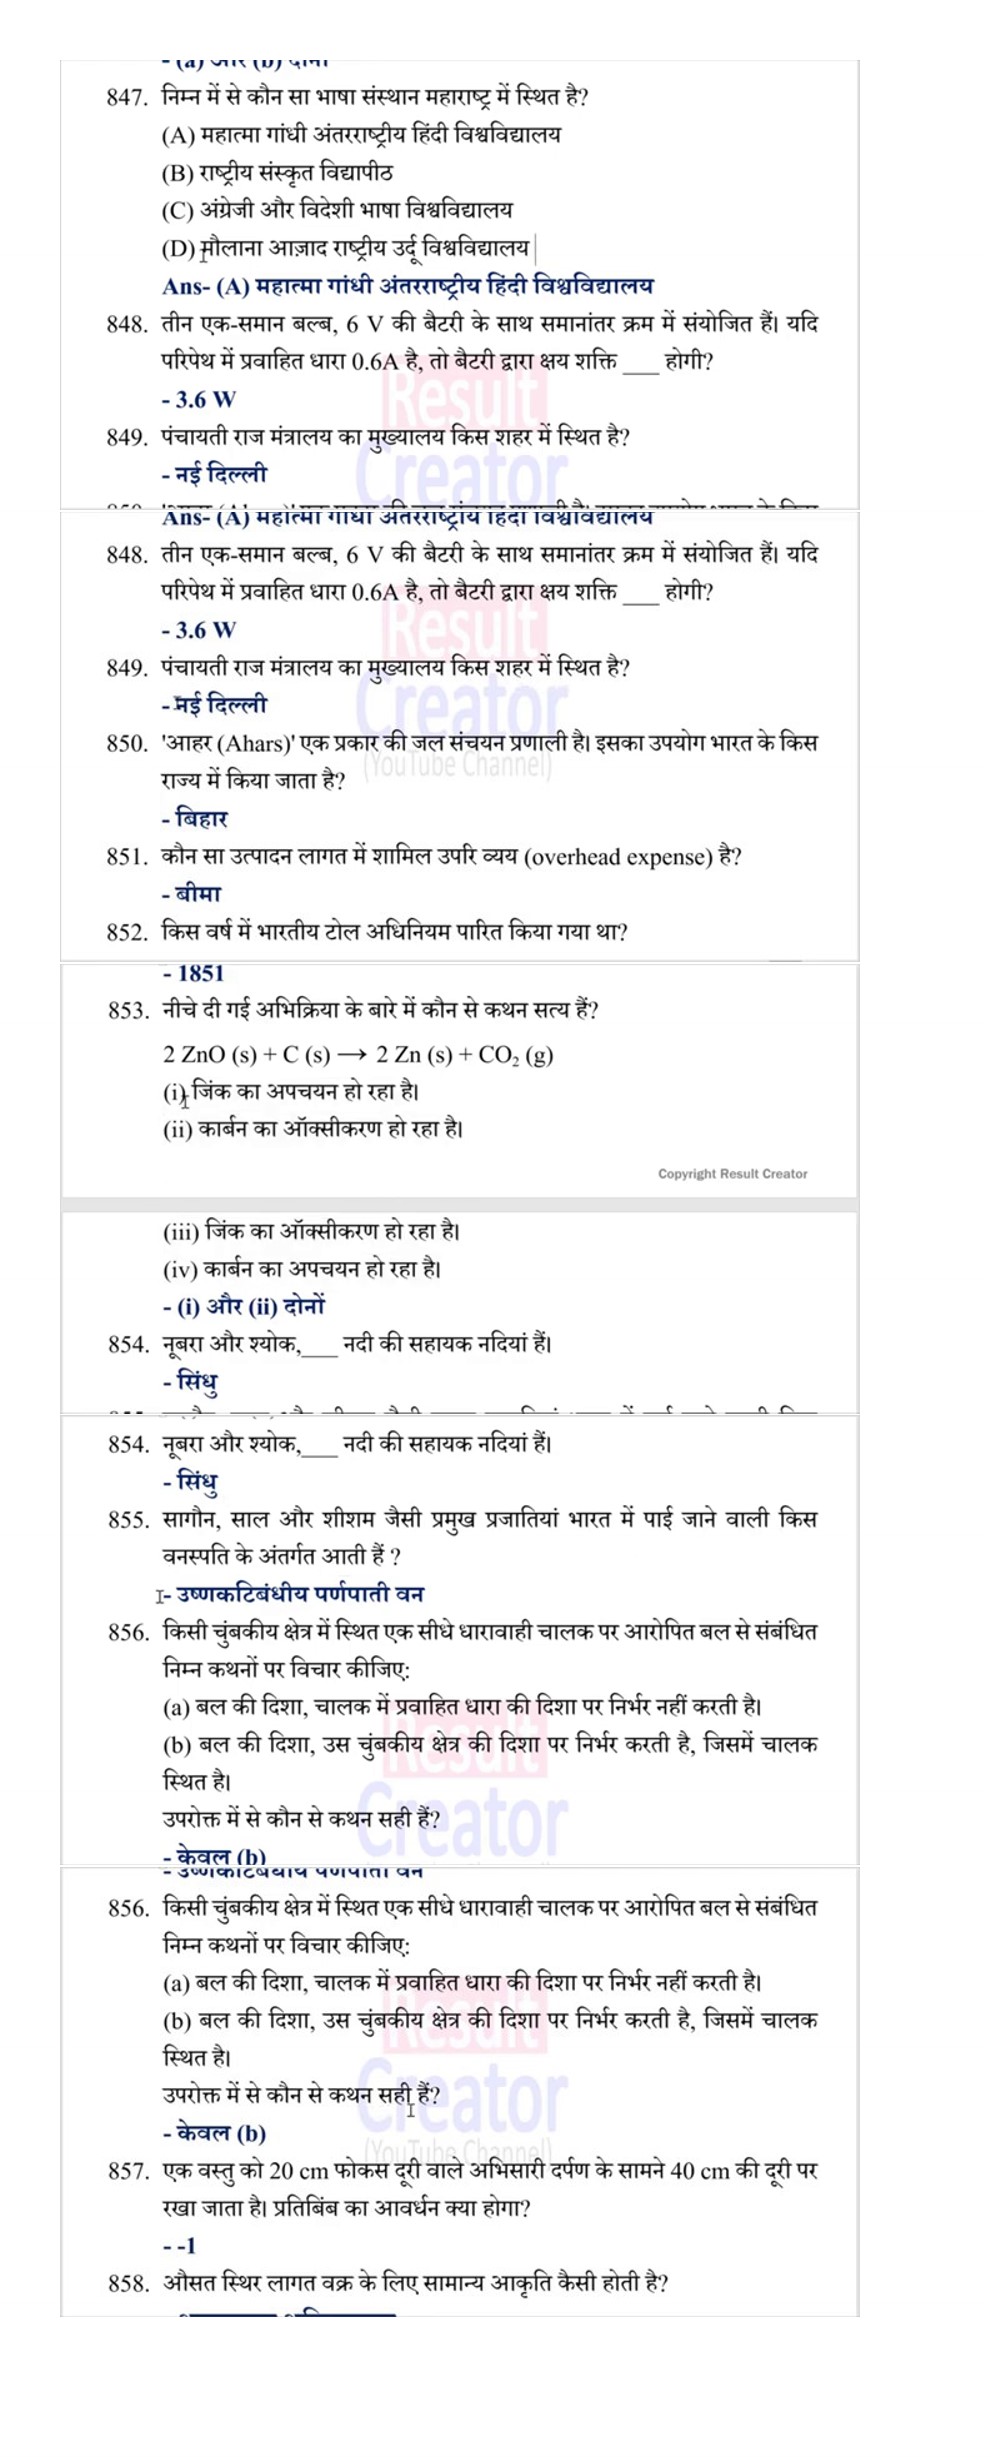 - (a) और (b) दोनों
847. निम्न में से कौन सा भाषा संस्थान महाराष्ट्र में स्थित है?
(A) महात्मा गांधी अंतरराष्ट्रीय हिंदी विश्वविद्यालय
(B) राष्ट्रीय संस्कृत विद्यापीठ
(C) अंग्रेजी और विदेशी भाषा विश्वविद्यालय
(D) मौलाना आज़ाद राष्ट्रीय उर्दू विश्वविद्यालय
Ans- (A) महात्मा गांधी अंतरराष्ट्रीय हिंदी विश्वविद्यालय
848. तीन एक-समान बल्ब, 6 V की बैटरी के साथ समानांतर क्रम में संयोजित हैं। यदि
परिपेथ में प्रवाहित धारा 0.6A है, तो बैटरी द्वारा क्षय शक्ति ___ होगी?
- 3.6 W
849. पंचायती राज मंत्रालय का मुख्यालय किस शहर में स्थित है?
- नई दिल्ली
Result
Creator
Ans- (A) महात्मा गांधी अंतरराष्ट्रीय हिंदी विश्वविद्यालय
848. तीन एक-समान बल्ब, 6 V की बैटरी के साथ समानांतर क्रम में संयोजित हैं। यदि
परिपेथ में प्रवाहित धारा 0.6A है, तो बैटरी द्वारा क्षय शक्ति ___ होगी?
- 3.6 W
849. पंचायती राज मंत्रालय का मुख्यालय किस शहर में स्थित है?
- नई दिल्ली
850. 'आहर (Ahars)' एक प्रकार की जल संचयन प्रणाली है। इसका उपयोग भारत के किस
राज्य में किया जाता है?
- बिहार
851. कौन सा उत्पादन लागत में शामिल उपरि व्यय (overhead expense) है?
- बीमा
852. किस वर्ष में भारतीय टोल अधिनियम पारित किया गया था?
Result
Creator
(YouTube Channel)
- 1851
853. नीचे दी गई अभिक्रिया के बारे में कौन से कथन सत्य हैं?
2 ZnO (s) + C (s) ⟶ 2 Zn (s) + CO₂ (g)
(i) जिंक का अपचयन हो रहा है।
(ii) कार्बन का ऑक्सीकरण हो रहा है।
Copyright Result Creator
(iii) जिंक का ऑक्सीकरण हो रहा है।
(iv) कार्बन का अपचयन हो रहा है।
- (i) और (ii) दोनों
854. नूबरा और श्योक,___ नदी की सहायक नदियां हैं।
- सिंधु
854. नूबरा और श्योक,___ नदी की सहायक नदियां हैं।
- सिंधु
855. सागौन, साल और शीशम जैसी प्रमुख प्रजातियां भारत में पाई जाने वाली किस
वनस्पति के अंतर्गत आती हैं ?
- उष्णकटिबंधीय पर्णपाती वन
856. किसी चुंबकीय क्षेत्र में स्थित एक सीधे धारावाही चालक पर आरोपित बल से संबंधित
निम्न कथनों पर विचार कीजिए:
(a) बल की दिशा, चालक में प्रवाहित धारा की दिशा पर निर्भर नहीं करती है।
(b) बल की दिशा, उस चुंबकीय क्षेत्र की दिशा पर निर्भर करती है, जिसमें चालक
स्थित है।
उपरोक्त में से कौन से कथन सही हैं?
- केवल (b)
Result
Creator
- उष्णकटिबंधीय पर्णपाती वन
856. किसी चुंबकीय क्षेत्र में स्थित एक सीधे धारावाही चालक पर आरोपित बल से संबंधित
निम्न कथनों पर विचार कीजिए:
(a) बल की दिशा, चालक में प्रवाहित धारा की दिशा पर निर्भर नहीं करती है।
(b) बल की दिशा, उस चुंबकीय क्षेत्र की दिशा पर निर्भर करती है, जिसमें चालक
स्थित है।
उपरोक्त में से कौन से कथन सही हैं?
- केवल (b)
857. एक वस्तु को 20 cm फोकस दूरी वाले अभिसारी दर्पण के सामने 40 cm की दूरी पर
रखा जाता है। प्रतिबिंब का आवर्धन क्या होगा?
- -1
858. औसत स्थिर लागत वक्र के लिए सामान्य आकृति कैसी होती है?
Result
Creator
(YouTube Channel)